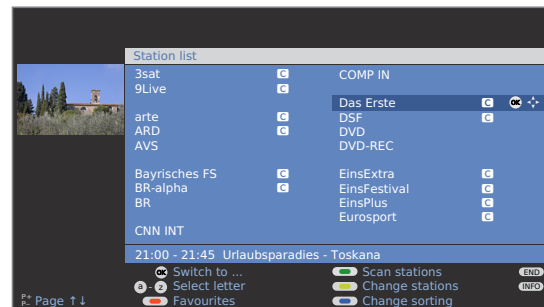 Station list
3sat C
9Live C
arte C
ARD C
AVS
Bayrisches FS C
BR-alpha C
BR
CNN INT
COMP IN
Das Erste C OK
DSF C
DVD
DVD-REC
EinsExtra C
EinsFestival C
EinsPlus C
Eurosport C
21:00 - 21:45 Urlaubsparadies - Toskana
OK Switch to ...
a - z Select letter
P+ P− Page ↑↓
Favourites
Scan stations END
Change stations INFO
Change sorting